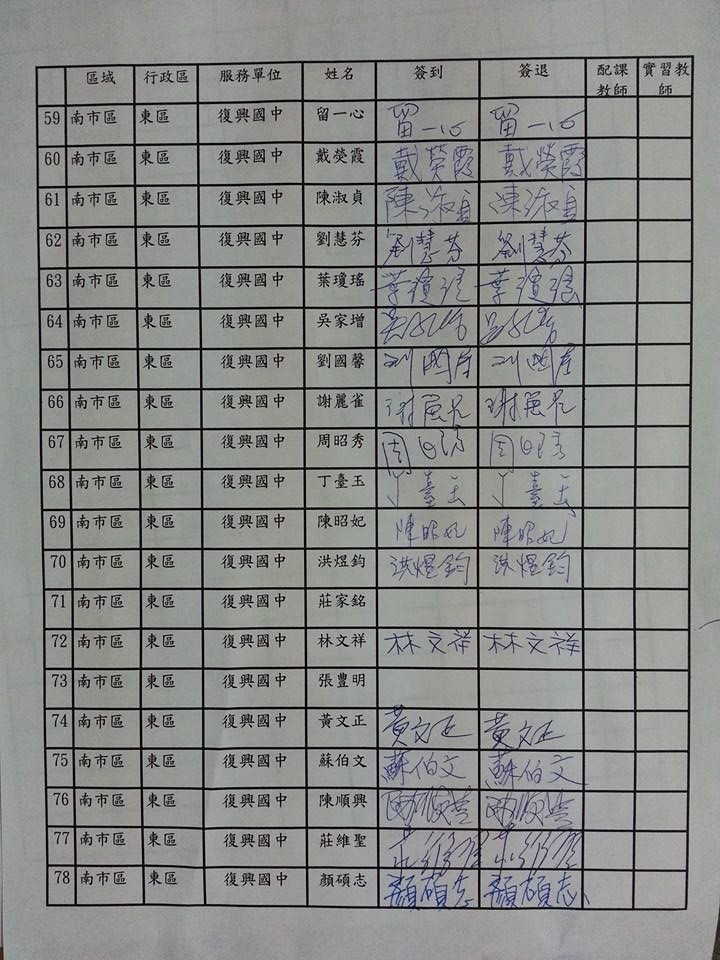 區域 行政區 服務單位 姓名 簽到 簽退 配課教師 實習教師
59 南市區 東區 復興國中 留一心 留一心 留一心
60 南市區 東區 復興國中 戴熒霞 戴熒霞 戴熒霞
61 南市區 東區 復興國中 陳淑貞 陳淑貞 陳淑貞
62 南市區 東區 復興國中 劉慧芬 劉慧芬 劉慧芬
63 南市區 東區 復興國中 葉瓊瑤 葉瓊瑤 葉瓊瑤
64 南市區 東區 復興國中 吳家增
65 南市區 東區 復興國中 劉國馨
66 南市區 東區 復興國中 謝麗雀
67 南市區 東區 復興國中 周昭秀
68 南市區 東區 復興國中 丁臺玉 丁臺玉 丁臺玉
69 南市區 東區 復興國中 陳昭妃 陳昭妃 陳昭妃
70 南市區 東區 復興國中 洪煜鈞 洪煜鈞 洪煜鈞
71 南市區 東區 復興國中 莊家銘
72 南市區 東區 復興國中 林文祥 林文祥 林文祥
73 南市區 東區 復興國中 張豐明
74 南市區 東區 復興國中 黃文正 黃文正 黃文正
75 南市區 東區 復興國中 蘇伯文 蘇伯文 蘇伯文
76 南市區 東區 復興國中 陳順興
77 南市區 東區 復興國中 莊維聖
78 南市區 東區 復興國中 顏碩志 顏碩志 顏碩志